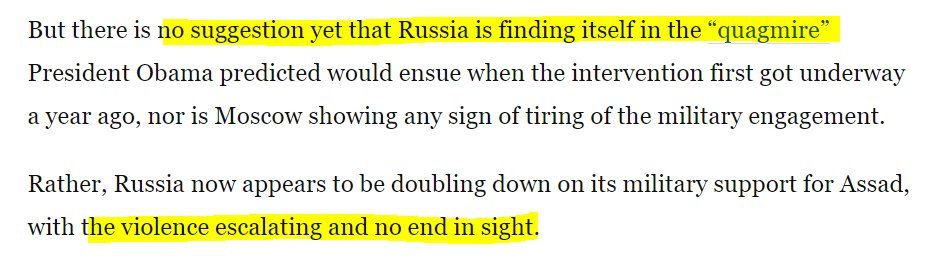 But there is no suggestion yet that Russia is finding itself in the “quagmire”
President Obama predicted would ensue when the intervention first got underway
a year ago, nor is Moscow showing any sign of tiring of the military engagement.
Rather, Russia now appears to be doubling down on its military support for Assad,
with the violence escalating and no end in sight.